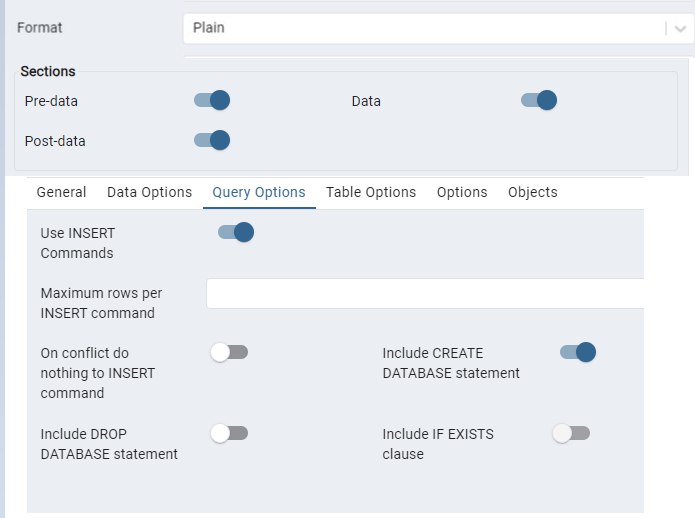 Format
Plain
Sections
Pre-data
Data
Post-data
General Data Options Query Options Table Options Options Objects
Use INSERT
Commands
Maximum rows per
INSERT command
On conflict do
nothing to INSERT
command
Include CREATE
DATABASE statement
Include DROP
DATABASE statement
Include IF EXISTS
clause